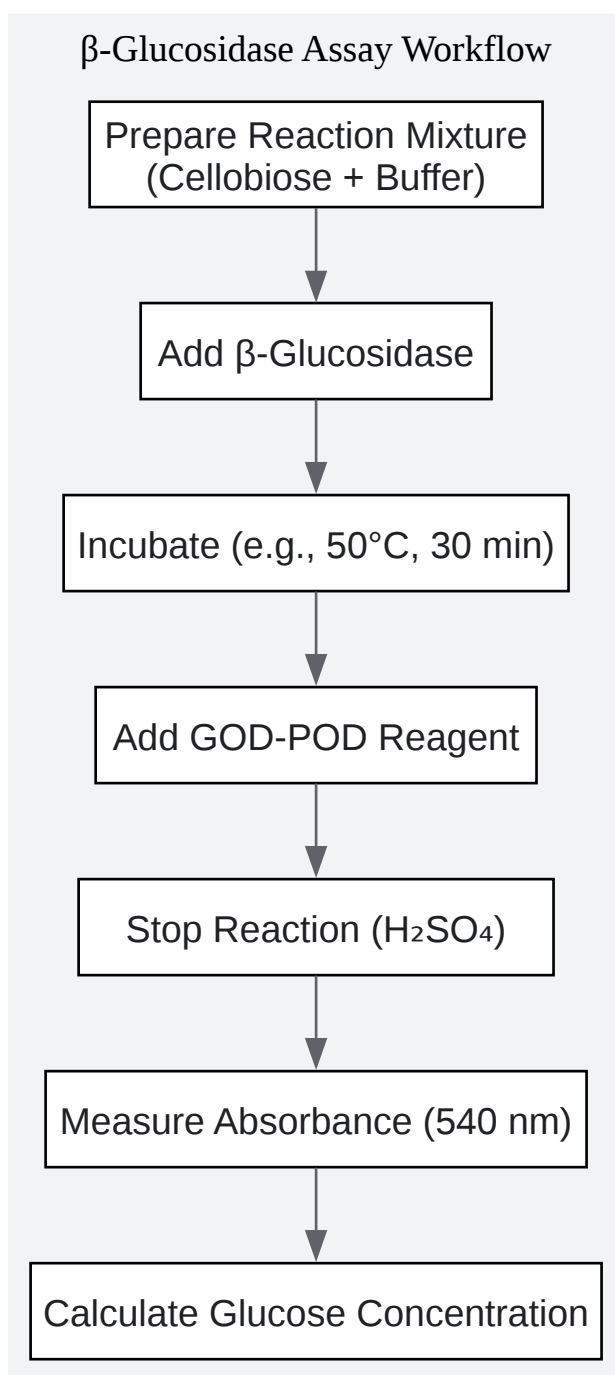 β-Glucosidase Assay Workflow
Prepare Reaction Mixture
(Cellobiose + Buffer)
Add β-Glucosidase
Incubate (e.g., 50°C, 30 min)
Add GOD-POD Reagent
Stop Reaction (H₂SO₄)
Measure Absorbance (540 nm)
Calculate Glucose Concentration